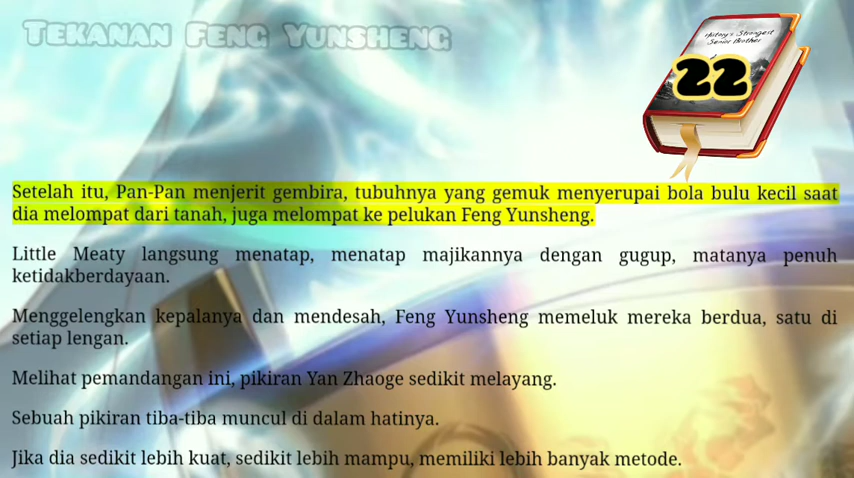 Tekanan Feng Yunsheng
History's Strongest
Senior Brother
22
Setelah itu, Pan-Pan menjerit gembira, tubuhnya yang gemuk menyerupai bola bulu kecil saat
dia melompat dari tanah, juga melompat ke pelukan Feng Yunsheng.
Little Meaty langsung menatap, menatap majikannya dengan gugup, matanya penuh
ketidakberdayaan.
Menggelengkan kepalanya dan mendesah, Feng Yunsheng memeluk mereka berdua, satu di
setiap lengan.
Melihat pemandangan ini, pikiran Yan Zhaoge sedikit melayang.
Sebuah pikiran tiba-tiba muncul di dalam hatinya.
Jika dia sedikit lebih kuat, sedikit lebih mampu, memiliki lebih banyak metode.